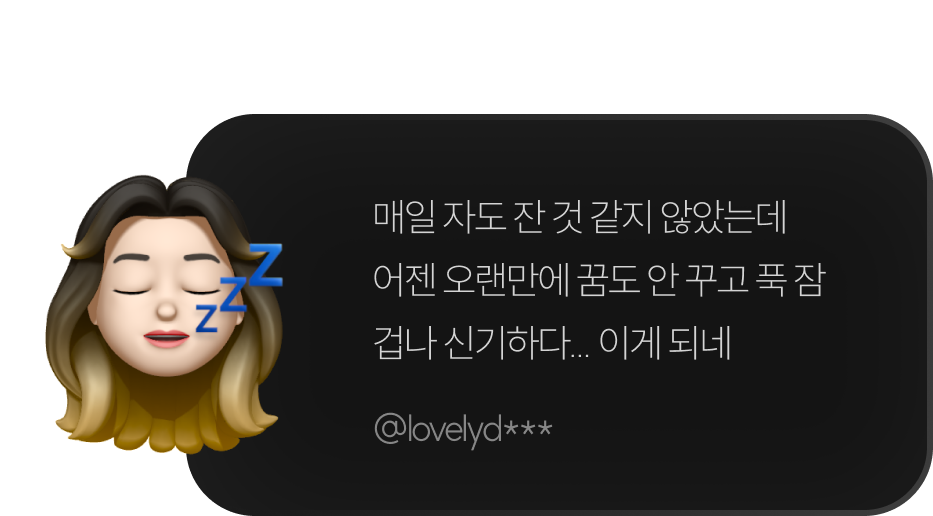 매일 자도 잔 것 같지 않았는데
어젠 오랜만에 꿈도 안 꾸고 푹 잠
겁나 신기하다... 이게 되네
@lovelyd***
zzz